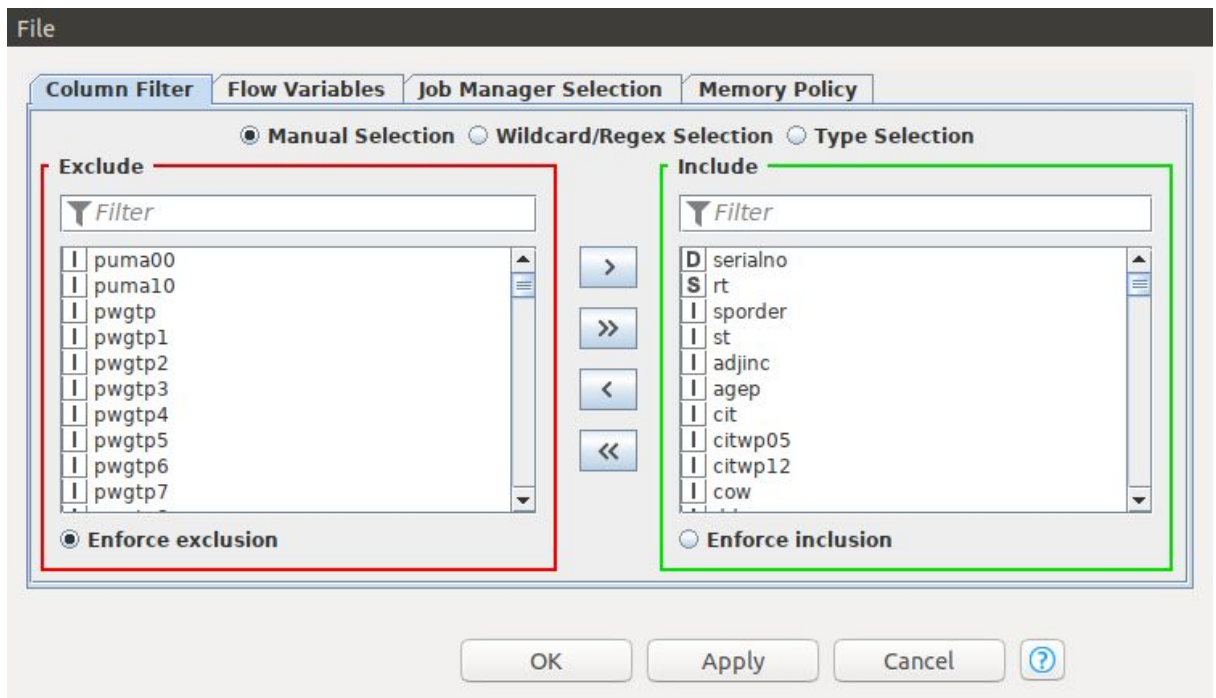 File
Column Filter Flow Variables Job Manager Selection Memory Policy
Manual Selection Wildcard/Regex Selection Type Selection
Exclude
Filter
I puma00
I puma10
I pwgtp
I pwgtp1
I pwgtp2
I pwgtp3
I pwgtp4
I pwgtp5
I pwgtp6
I pwgtp7
Enforce exclusion
>
>>
<
<<
Include
Filter
D serialno
S rt
I sporder
I st
I adjinc
I agep
I cit
I citwp05
I citwp12
I cow
Enforce inclusion
OK Apply Cancel ?